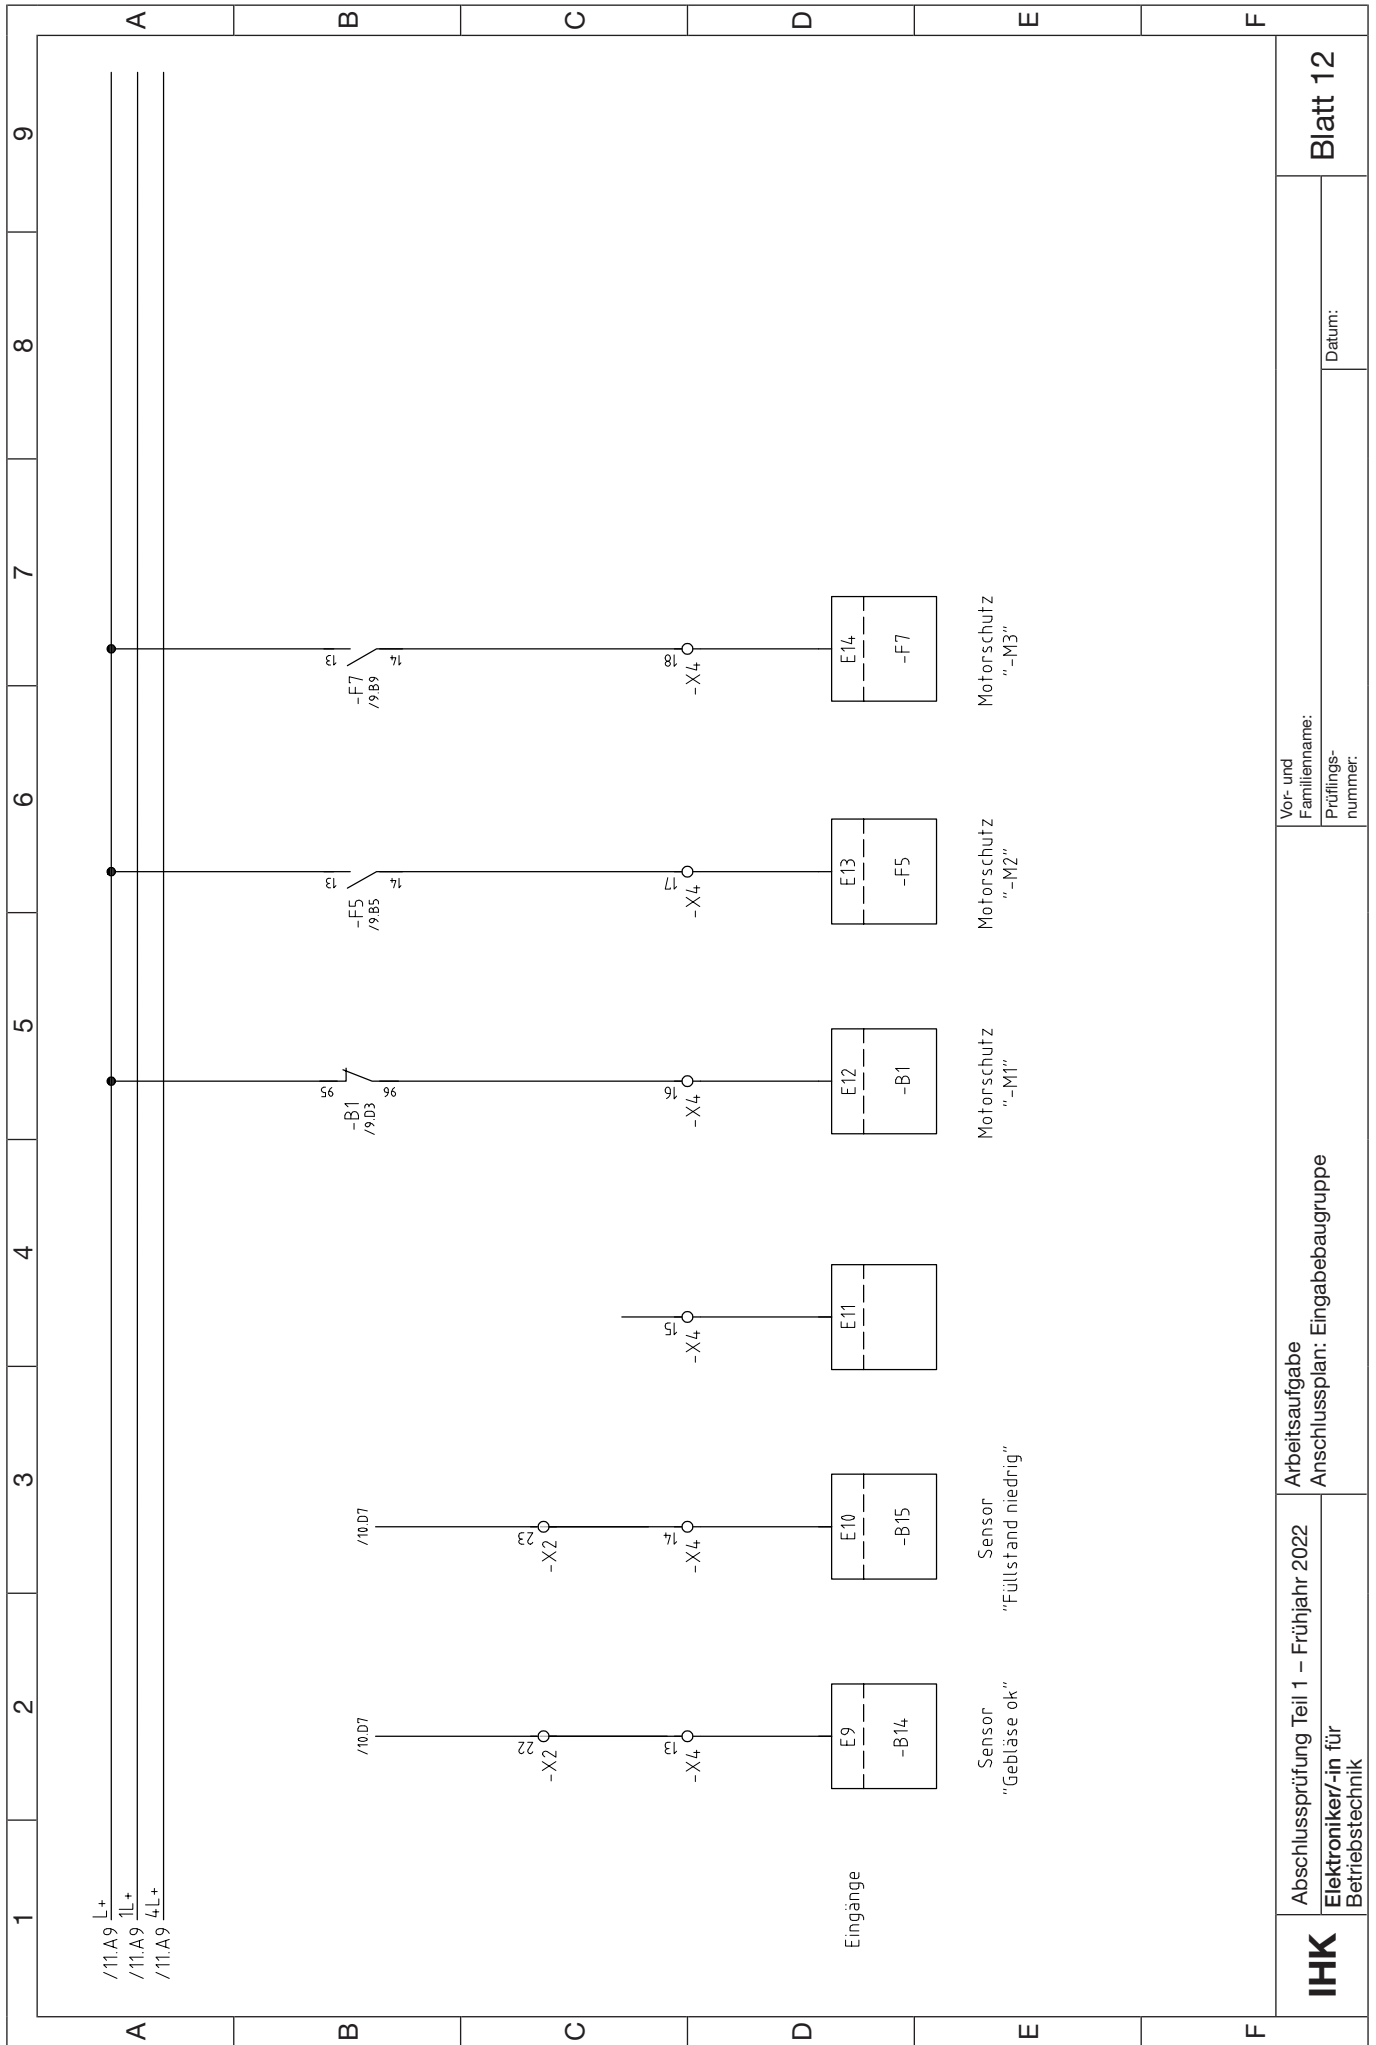 1 2 3 4 5 6 7 8 9
A
B
C
D
E
F
/11.A9 L+
/11.A9 1L+
/11.A9 4L+
/10.D7
22
-X2
13
-X4
E9
-B14
Sensor
"Gebläse ok"
/10.D7
23
-X2
14
-X4
E10
-B15
Sensor
"Füllstand niedrig"
15
-X4
E11
95
-B1
/9.D3
96
16
-X4
E12
-B1
Motorschutz
"-M1"
13
-F5
/9.B5
14
17
-X4
E13
-F5
Motorschutz
"-M2"
13
-F7
/9.B9
14
18
-X4
E14
-F7
Motorschutz
"-M3"
Eingänge
A
B
C
D
E
F
IHK
Abschlussprüfung Teil 1 – Frühjahr 2022
Elektroniker/-in für
Betriebstechnik
Arbeitsaufgabe
Anschlussplan: Eingabebaugruppe
Vor- und
Familienname:
Prüflings-
nummer:
Datum:
Blatt 12